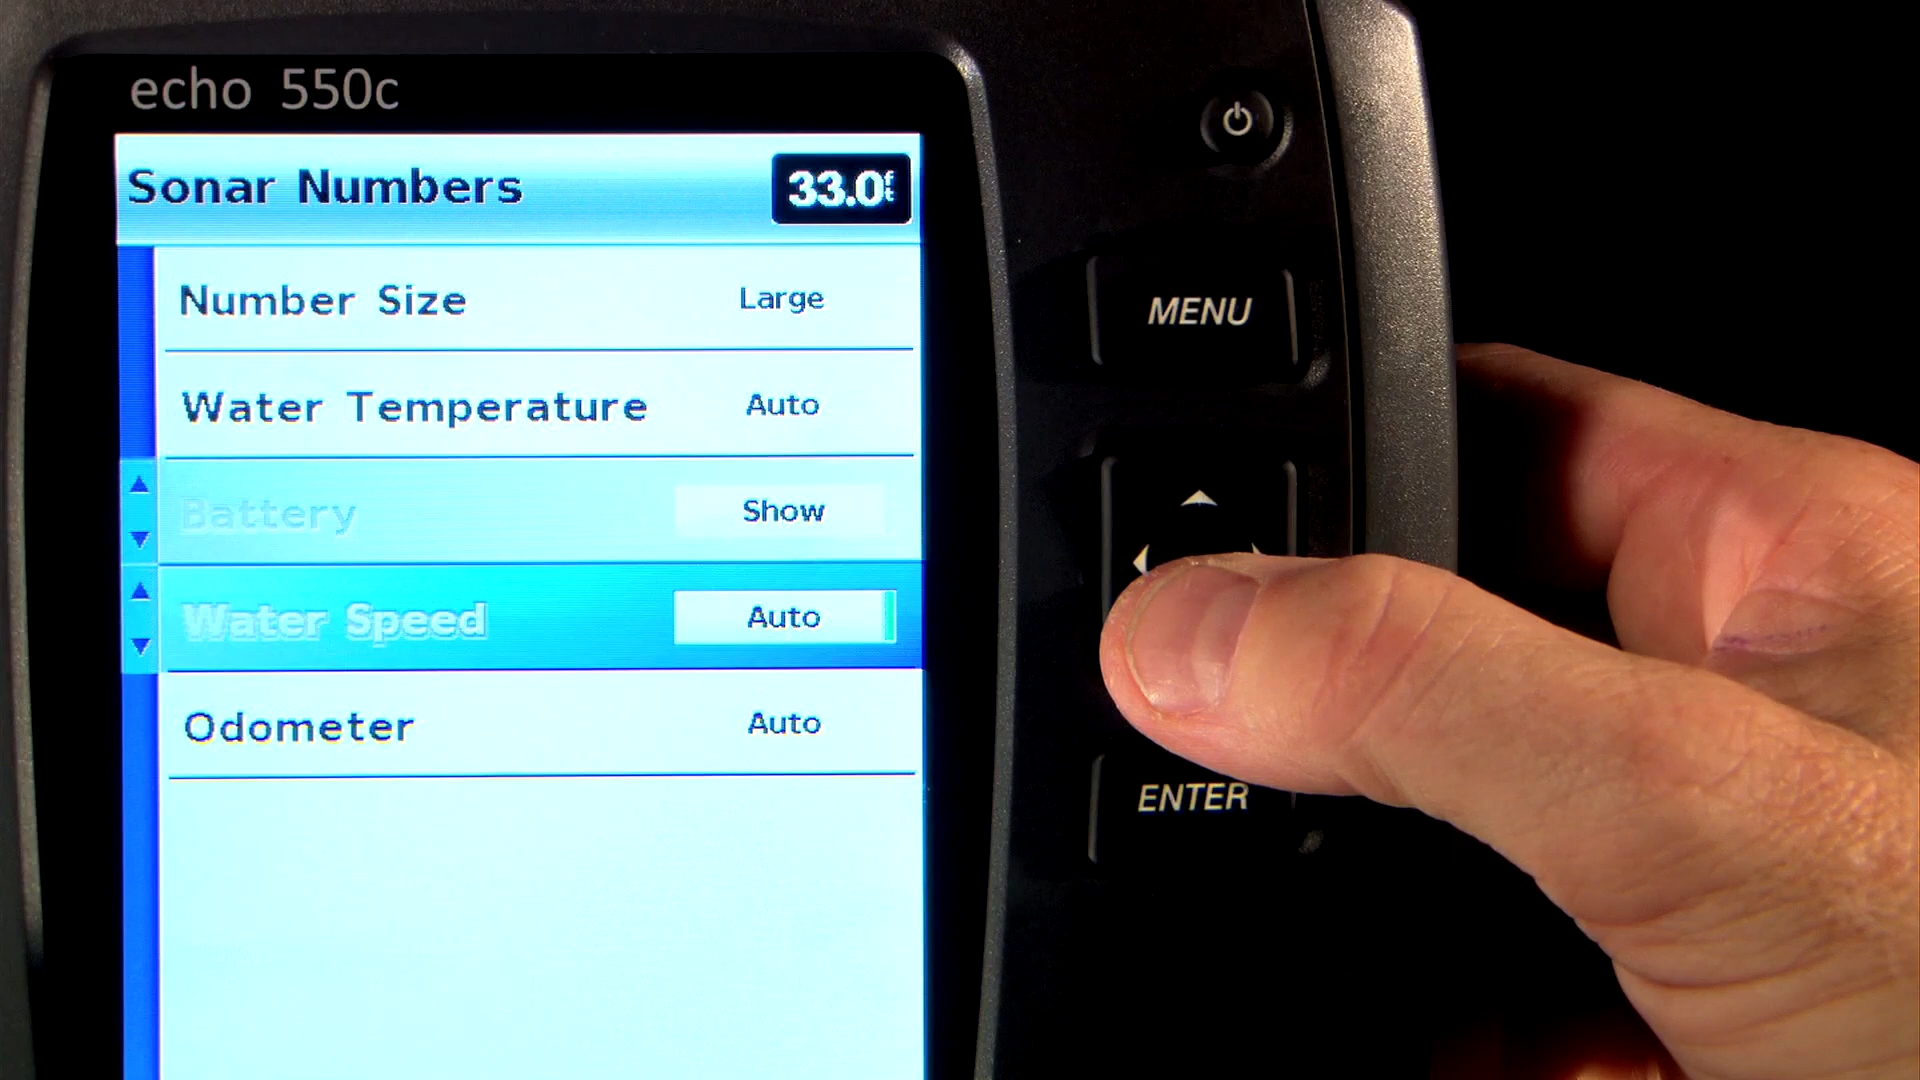 echo 550c
Sonar Numbers 33.0ft
Number Size Large
Water Temperature Auto
Battery Show
Water Speed Auto
Odometer Auto
MENU
ENTER